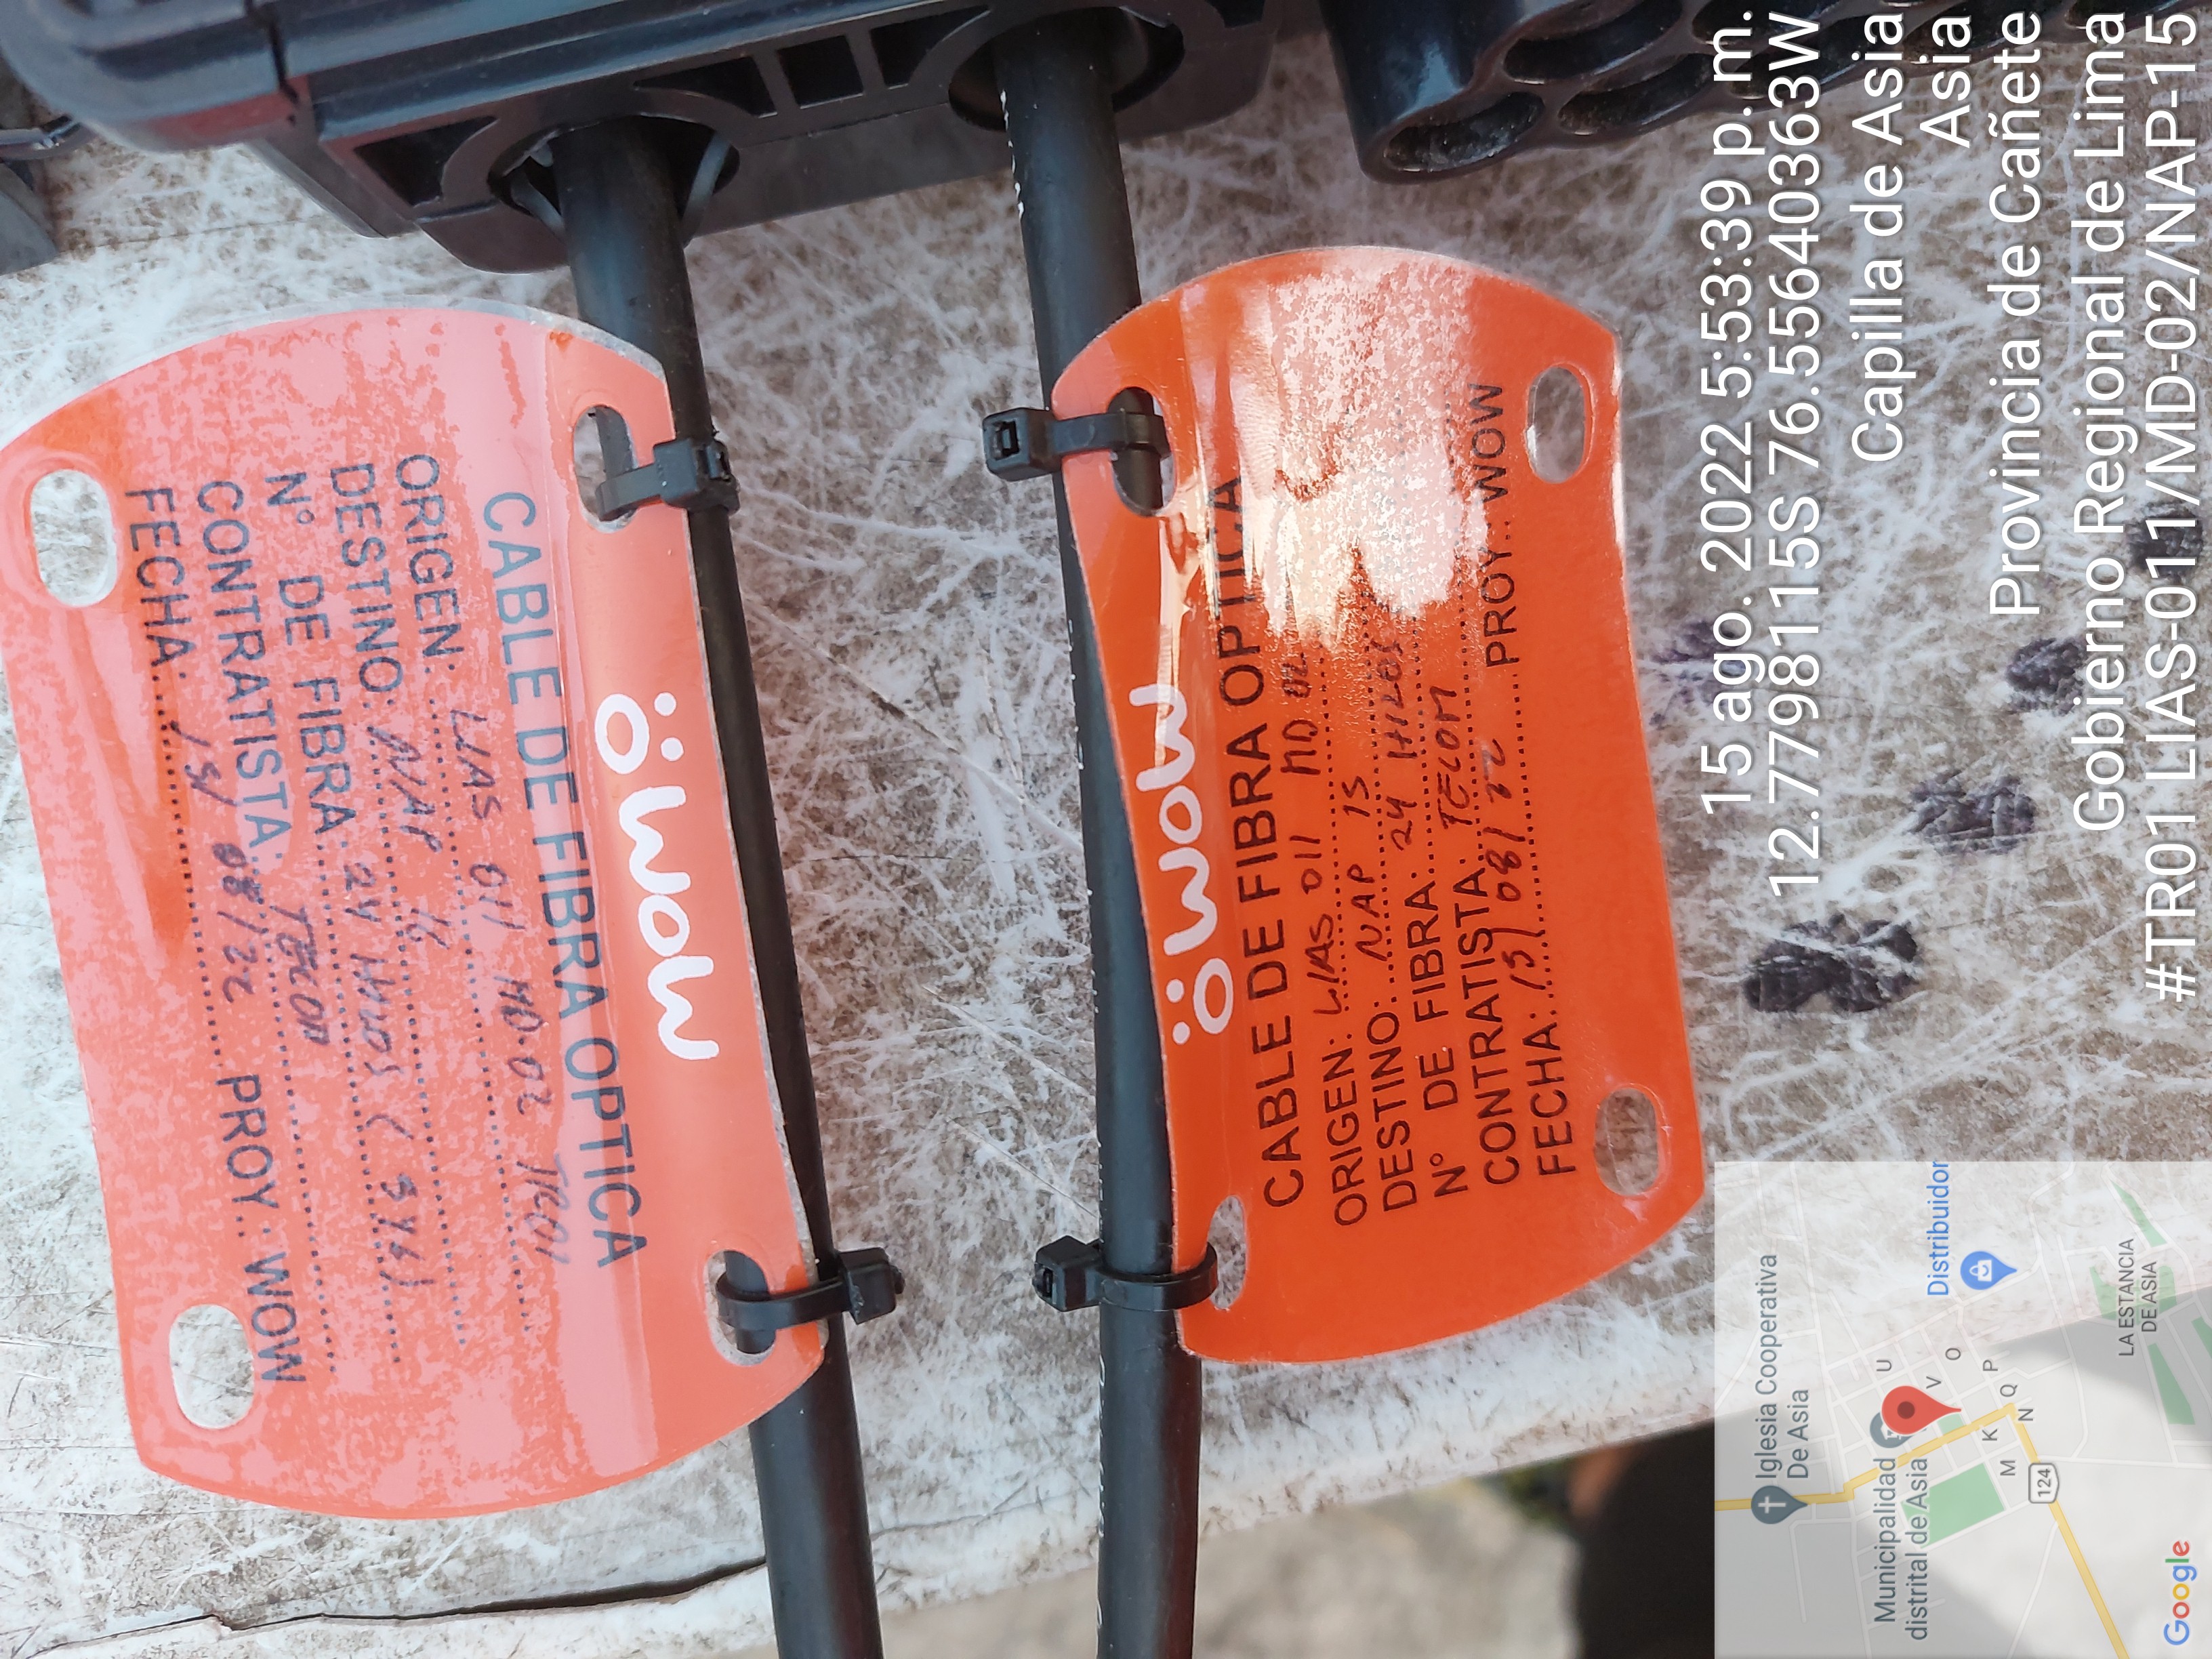 wow
CABLE DE FIBRA OPTICA
ORIGEN: LIAS 011 MD 02 TR01
DESTINO: NAP 16
N° DE FIBRA: 24 HILOS (
CONTRATISTA: TELCOM
FECHA: 15/08/22 PROY.: WOW
wow
CABLE DE FIBRA OPTICA
ORIGEN: LIAS 011 MD 02
DESTINO: NAP 15
N° DE FIBRA: 24 HILOS
CONTRATISTA: TELCOM
FECHA: 15/08/22 PROY.: WOW
15 ago. 2022 5:53:39 p. m.
12.77981115S 76.55640363W
Capilla de Asia
Asia
Provincia de Cañete
Gobierno Regional de Lima
#TR01 LIAS-011/MD-02/NAP-15
Iglesia Cooperativa
De Asia
Municipalidad
distrital de Asia
Distribuidor
U
V
O
P
Q
N
K
M
124
LA ESTANCIA
DE ASIA
Google